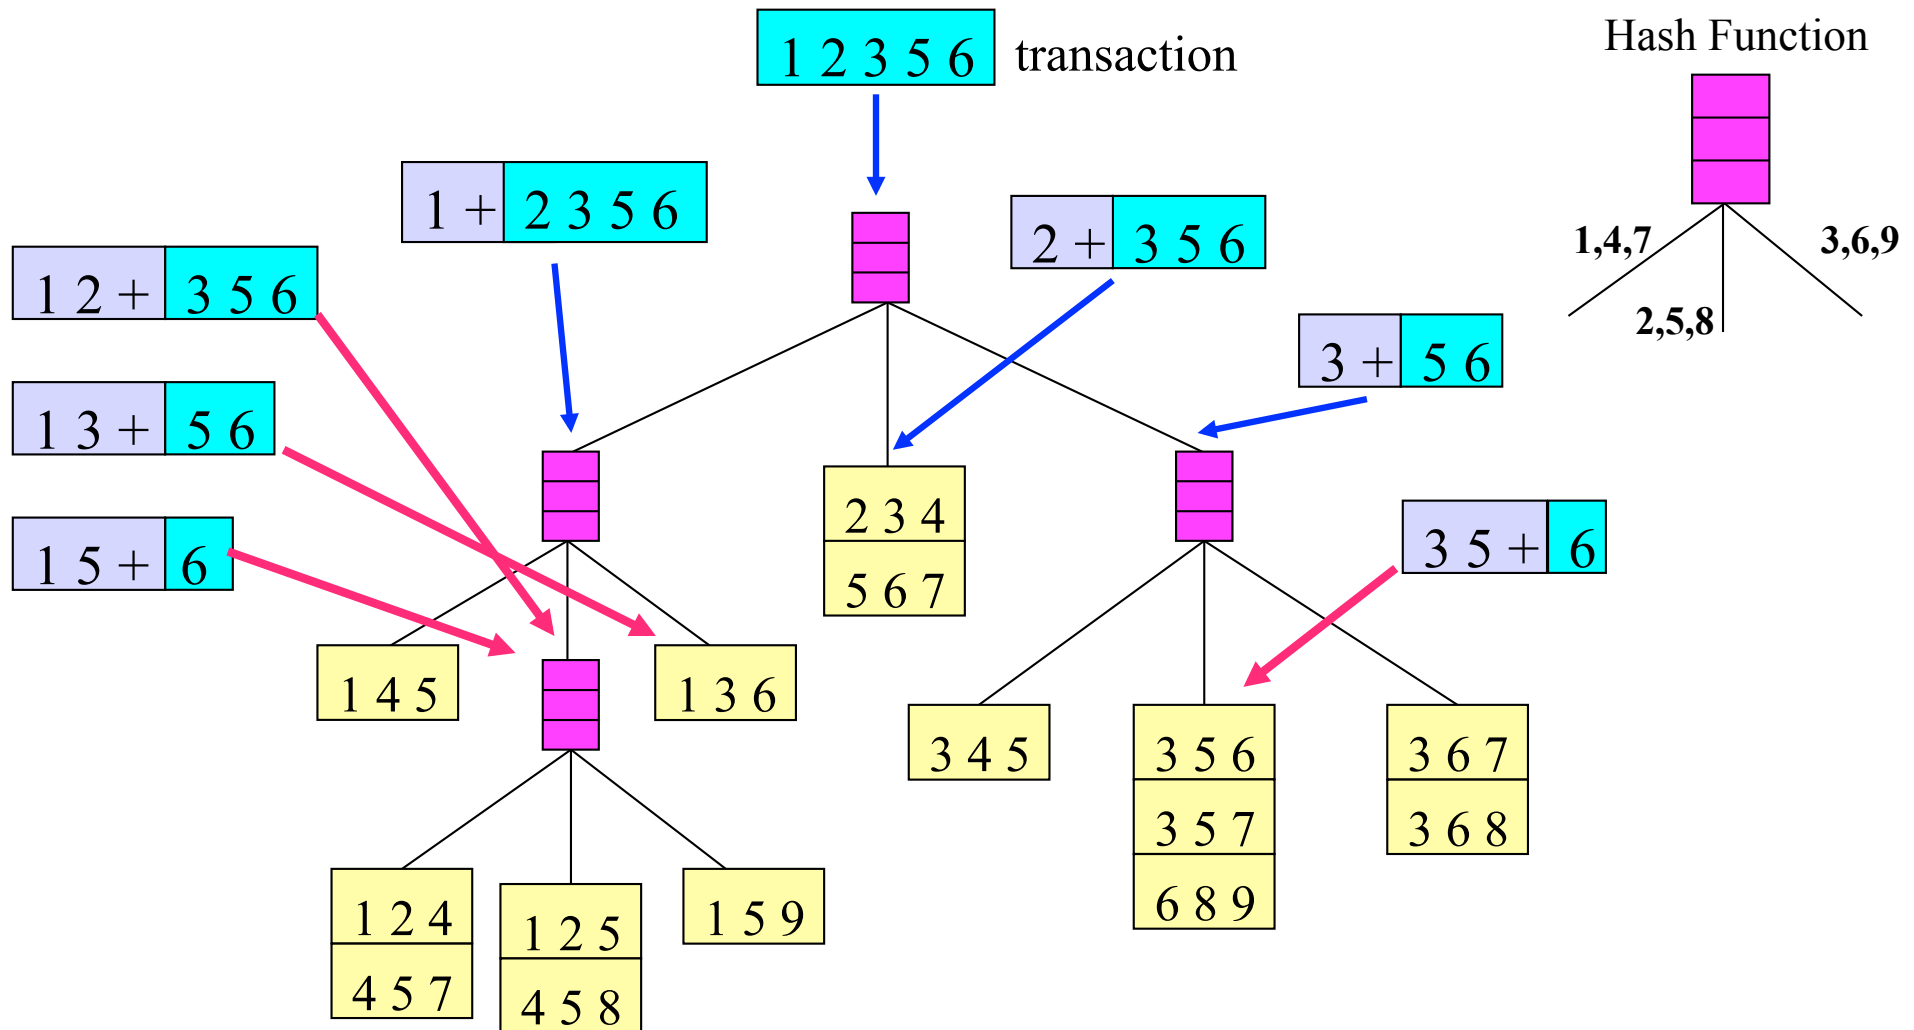 1 2 3 5 6 transaction
Hash Function
1 + 2 3 5 6
2 + 3 5 6
1,4,7
3,6,9
2,5,8
1 2 + 3 5 6
3 + 5 6
1 3 + 5 6
1 5 + 6
2 3 4
5 6 7
3 5 + 6
1 4 5
1 3 6
3 4 5
3 5 6
3 6 7
3 5 7
3 6 8
6 8 9
1 2 4
1 2 5
1 5 9
4 5 7
4 5 8